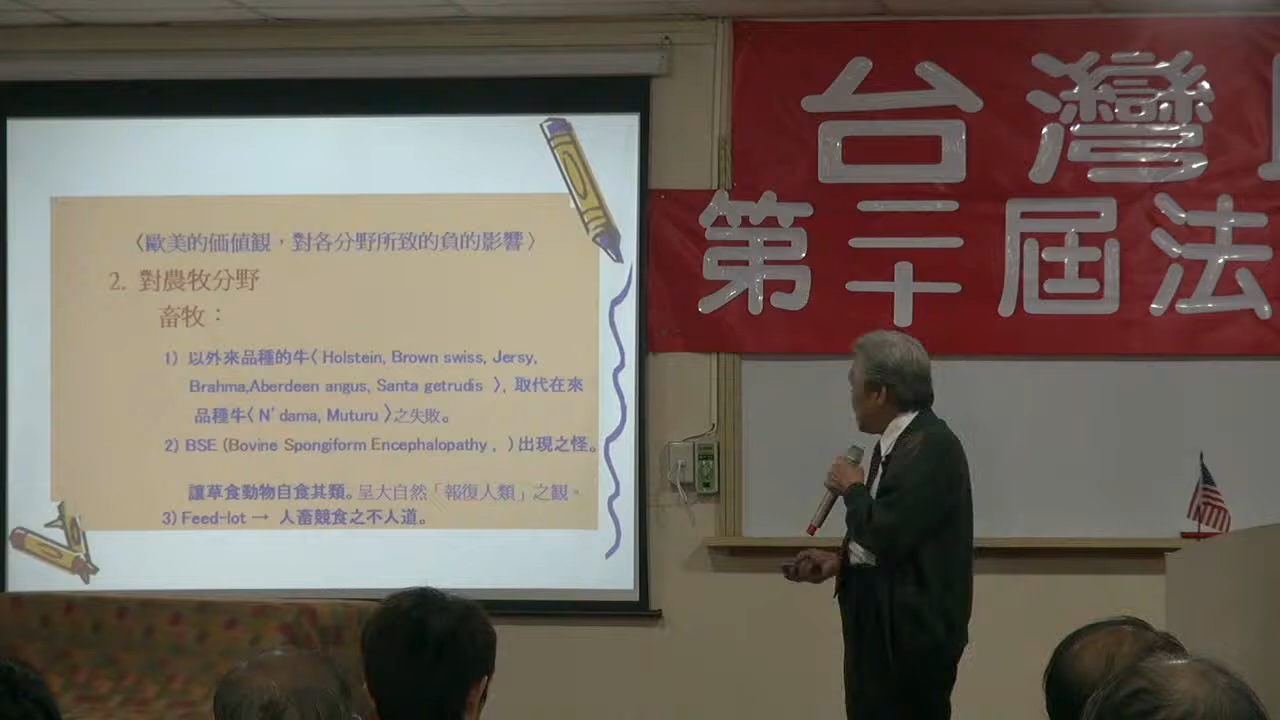 〈歐美的価値観，對各分野所致的負的影響〉
2. 對農牧分野
畜牧：
1) 以外來品種的牛〈 Holstein, Brown swiss, Jersy,
Brahma,Aberdeen angus, Santa getrudis 〉, 取代在來
品種牛〈 N'dama, Muturu 〉之失敗。
2) BSE (Bovine Spongiform Encephalopathy , ) 出現之怪。
讓草食動物自食其類。呈大自然「報復人類」之観。
3) Feed-lot → 人畜競食之不人道。
台灣
第二十屆法